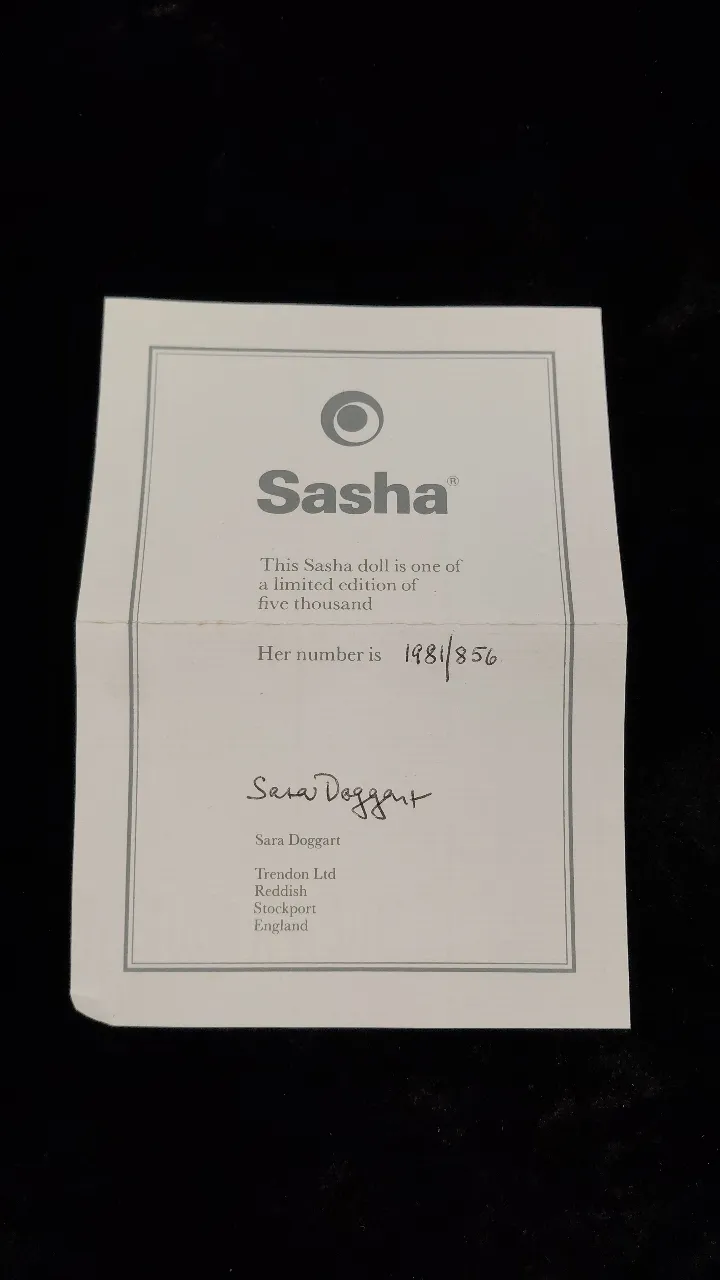 Sasha®
This Sasha doll is one of
a limited edition of
five thousand
Her number is 1981/856
Sara Doggart
Sara Doggart
Trendon Ltd
Reddish
Stockport
England